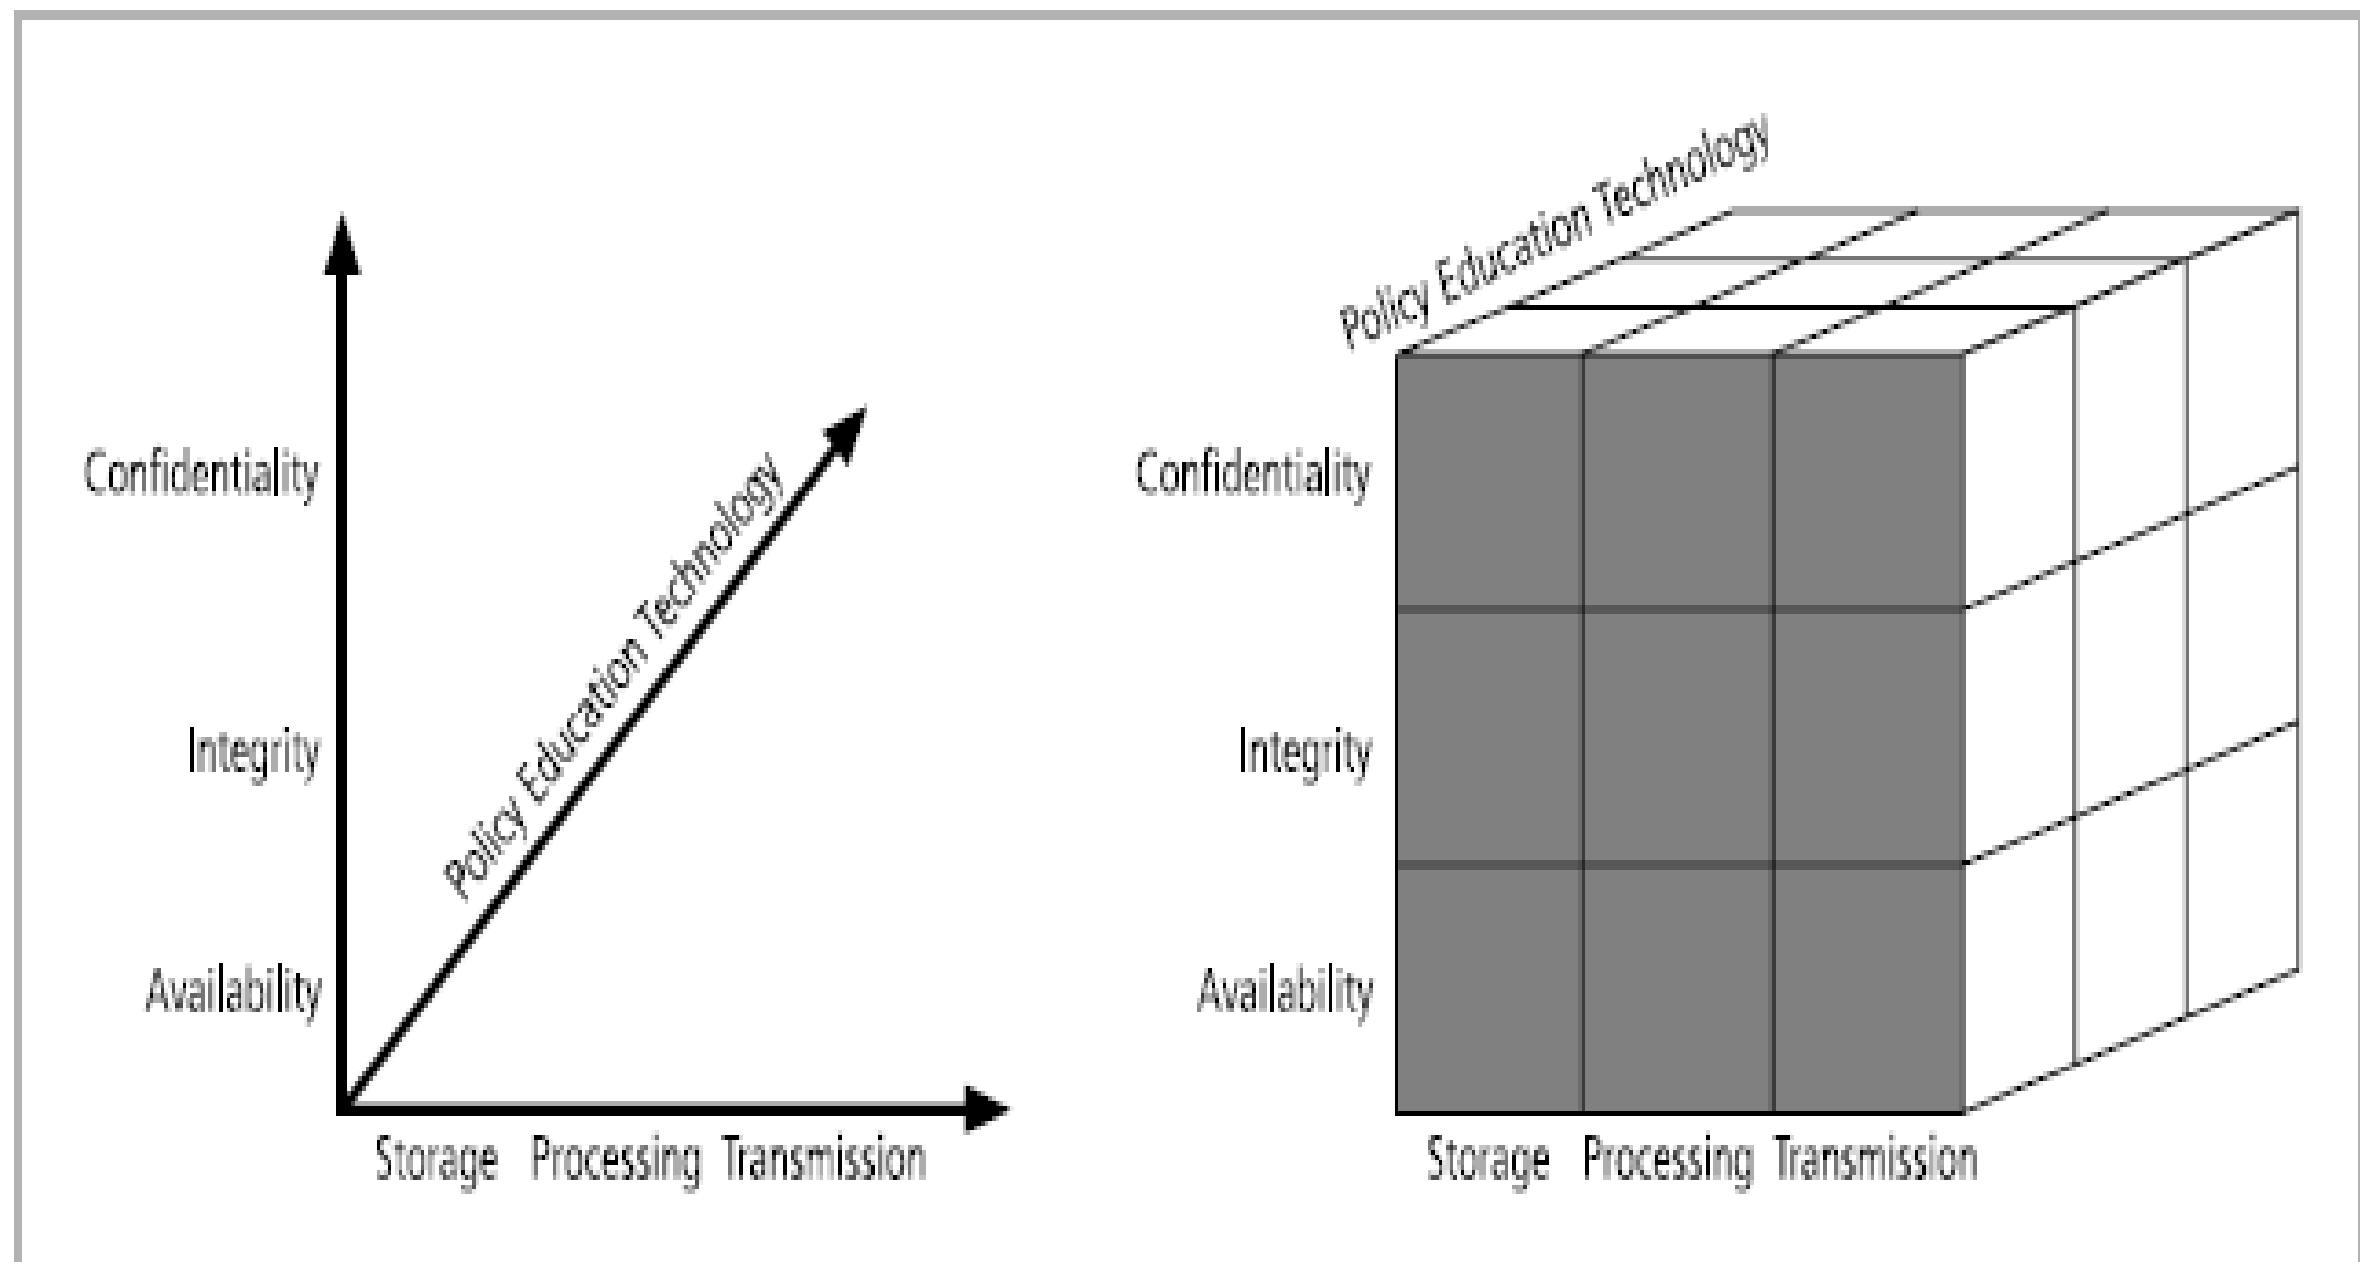 Policy Education Technology
Confidentiality
Integrity
Availability
Storage Processing Transmission
Policy Education Technology
Confidentiality
Integrity
Availability
Storage Processing Transmission